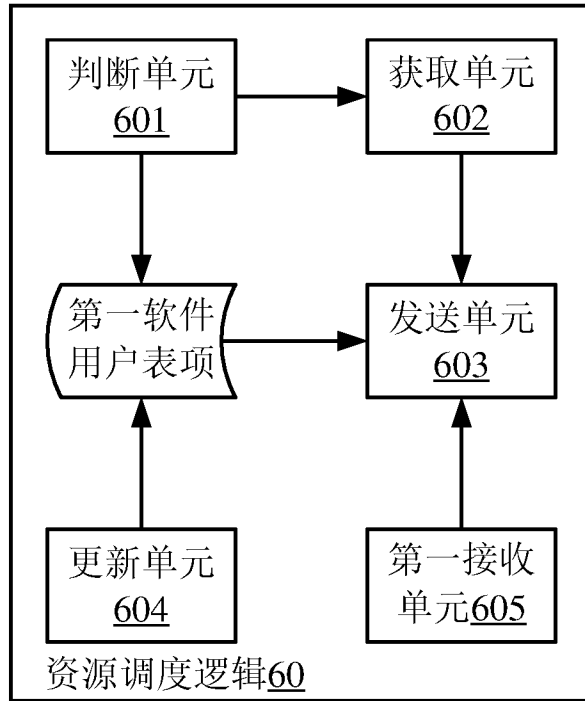 判断单元
601
获取单元
602
第一软件
用户表项
发送单元
603
更新单元
604
第一接收
单元605
资源调度逻辑60